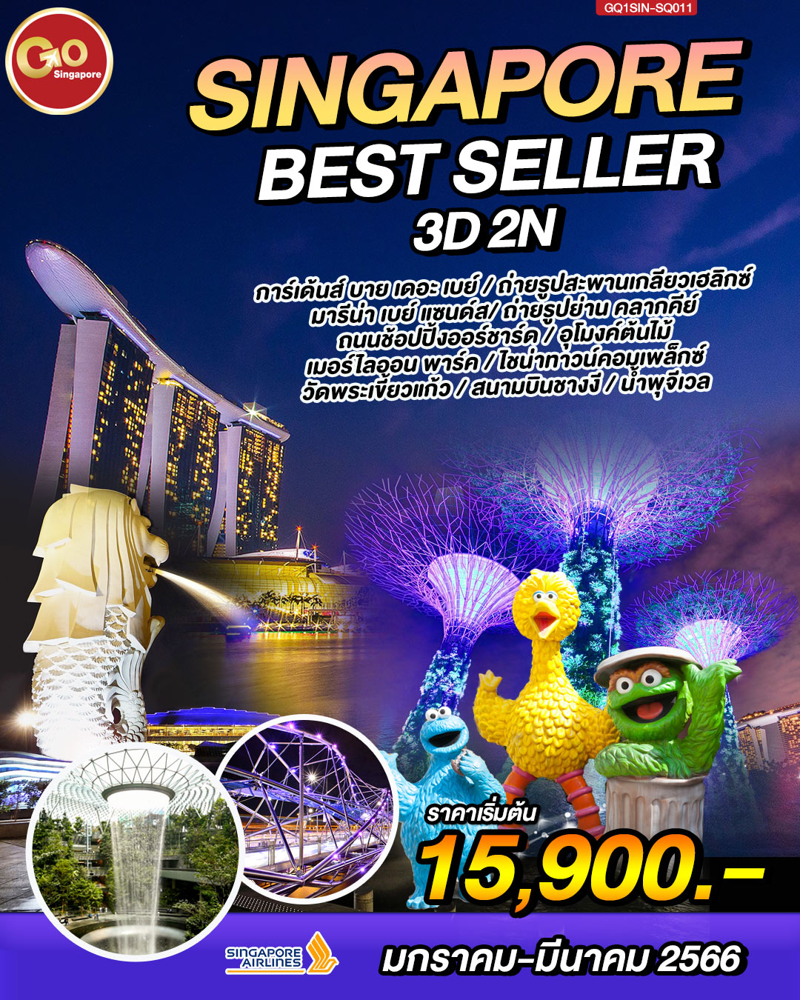 GQ1SIN-SQ011
GO
Singapore
SINGAPORE
BEST SELLER
3D 2N
การ์เด้นส์ บาย เดอะ เบย์ / ถ่ายรูปสะพานเกลียวเฮลิกซ์
มารีน่า เบย์ แซนด์ส/ ถ่ายรูปย่าน คลากคีย์
ถนนช้อปปิ้งออร์ชาร์ด / อุโมงค์ต้นไม้
เมอร์ไลออน พาร์ค / ไชน่าทาวน์คอมเพล็กซ์
วัดพระเขี้ยวแก้ว / สนามบินชางงี / น้ำพุจีเวล
ราคาเริ่มต้น
15,900.-
SINGAPORE
AIRLINES
มกราคม-มีนาคม 2566